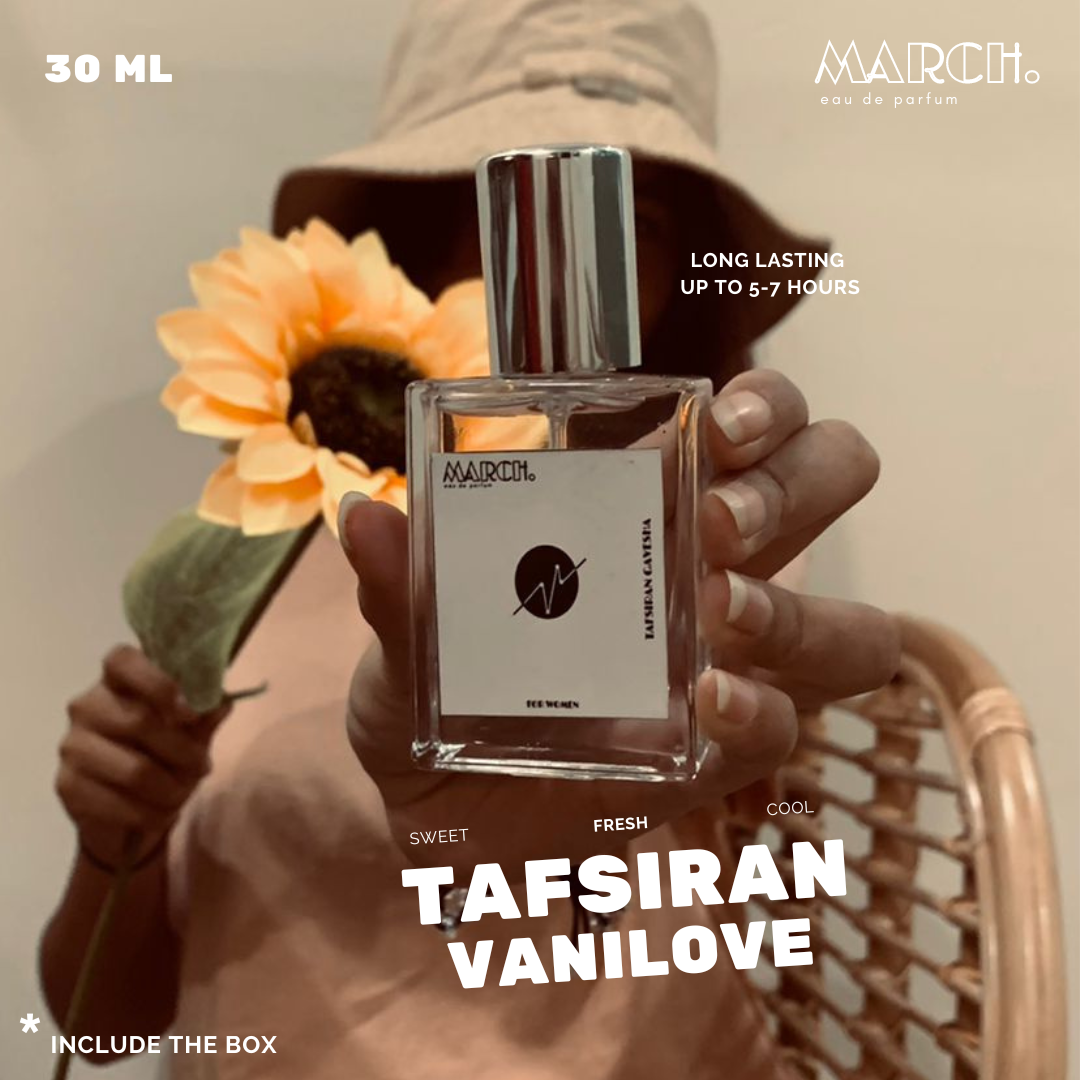 30 ML
MARCH.
eau de parfum
LONG LASTING
UP TO 5-7 HOURS
MARCH.
eau de parfum
TAFSIRAN GAYESHA
FOR WOMEN
SWEET FRESH COOL
TAFSIRAN
VANILOVE
* INCLUDE THE BOX